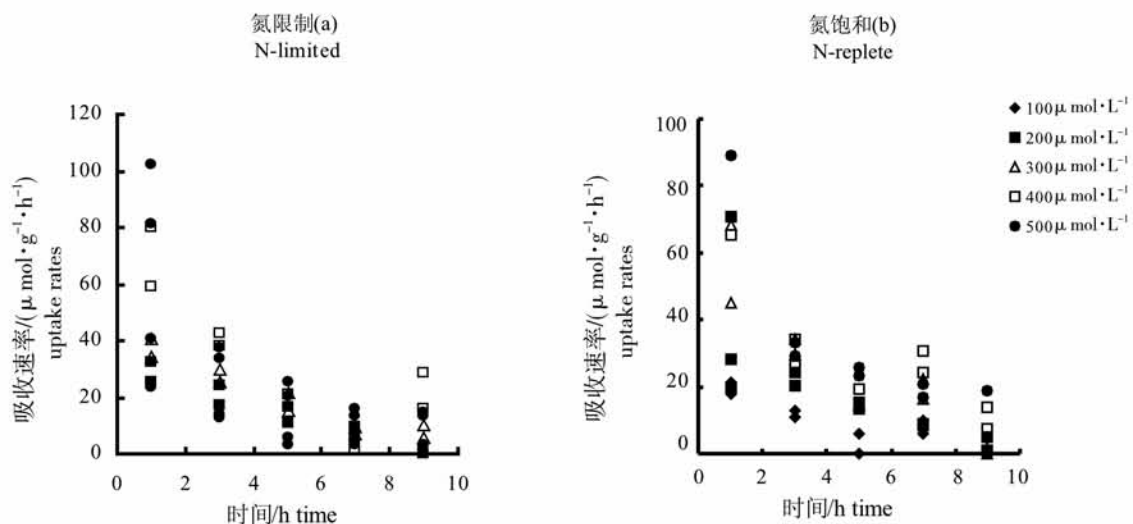 氮限制(a)
N-limited
氮饱和(b)
N-replete
吸收速率/(μ mol·g⁻¹·h⁻¹)
uptake rates
120
100
80
60
40
20
0
0 2 4 6 8 10
时间/h time
吸收速率/(μ mol·g⁻¹·h⁻¹)
uptake rates
100
80
60
40
20
0
0 2 4 6 8 10
时间/h time
100μ mol·L⁻¹
200μ mol·L⁻¹
300μ mol·L⁻¹
400μ mol·L⁻¹
500μ mol·L⁻¹